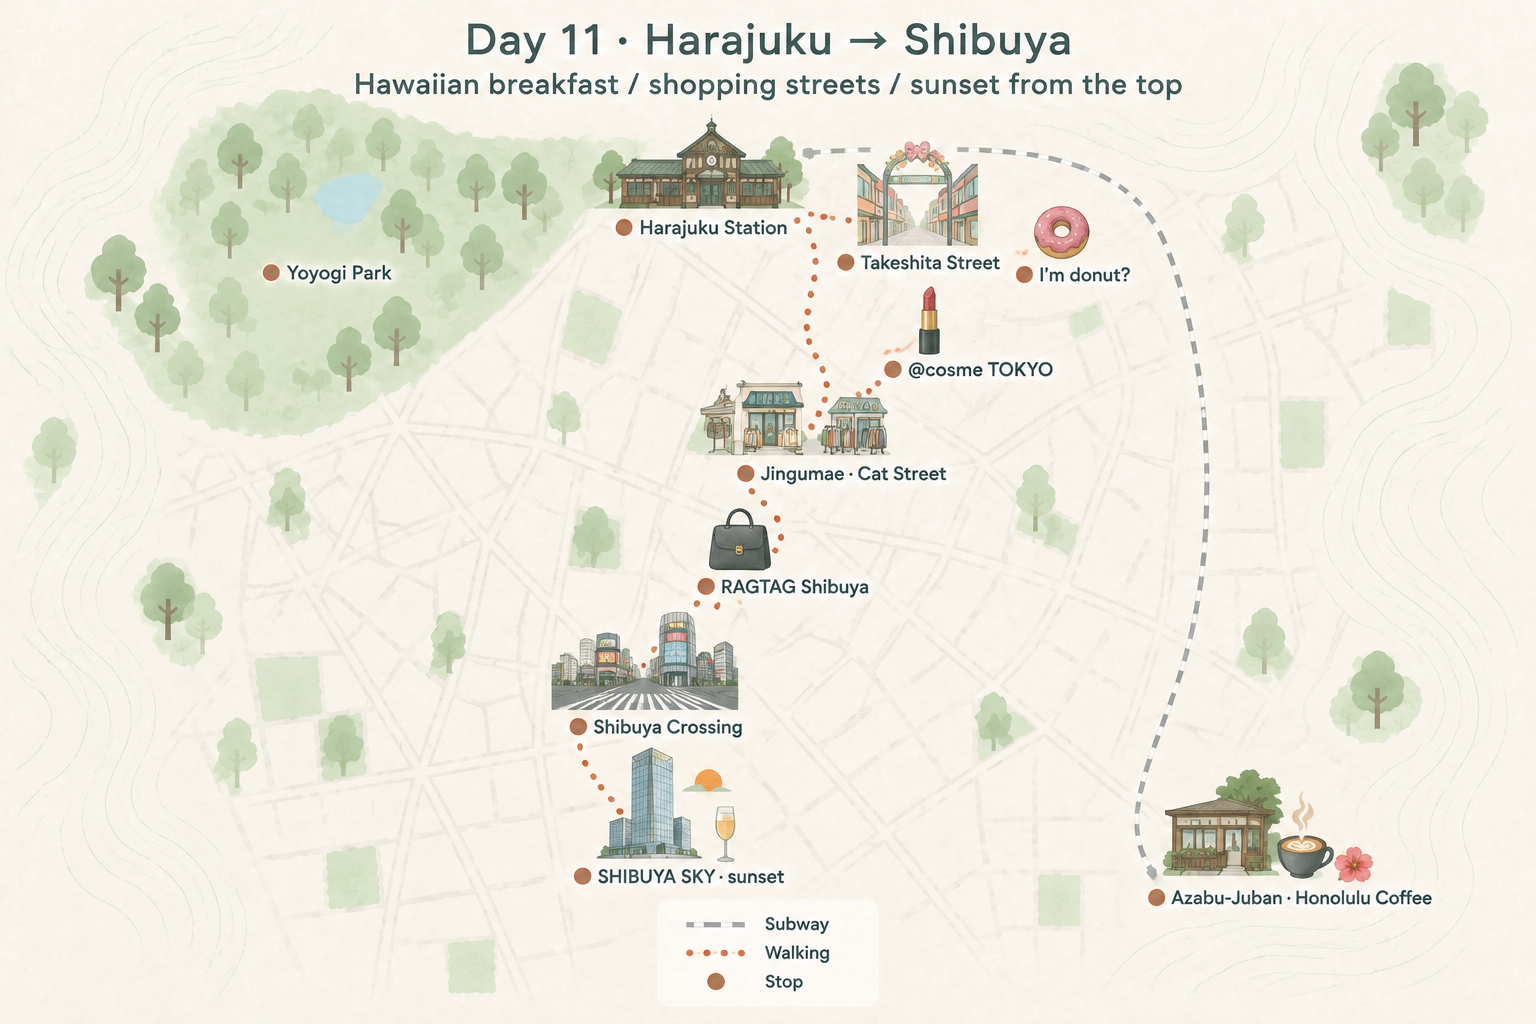 Day 11 · Harajuku → Shibuya
Hawaiian breakfast / shopping streets / sunset from the top
Harajuku Station
Takeshita Street
I'm donut?
Yoyogi Park
@cosme TOKYO
Jingumae · Cat Street
RAGTAG Shibuya
Shibuya Crossing
SHIBUYA SKY · sunset
Azabu-Juban · Honolulu Coffee
Subway
Walking
Stop